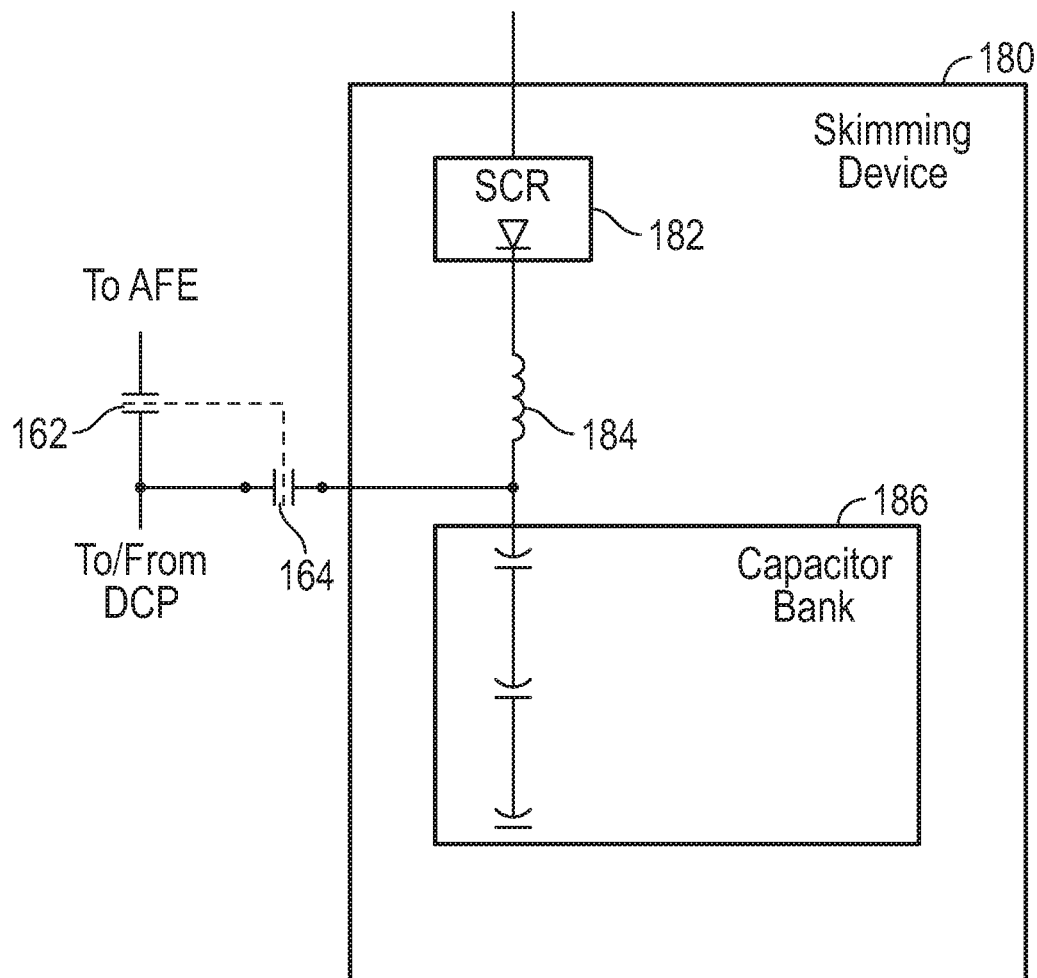 180
Skimming
Device
SCR
182
To AFE
162
184
To/From
DCP
164
186
Capacitor
Bank